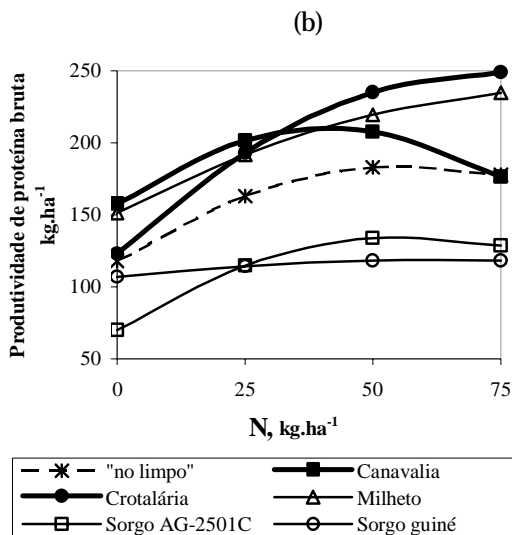 (b)
Produtividade de proteína bruta
kg.ha⁻¹
250
200
150
100
50
0 25 50 75
N, kg.ha⁻¹
"no limpo" Canavalia
Crotalária Milheto
Sorgo AG-2501C Sorgo guiné